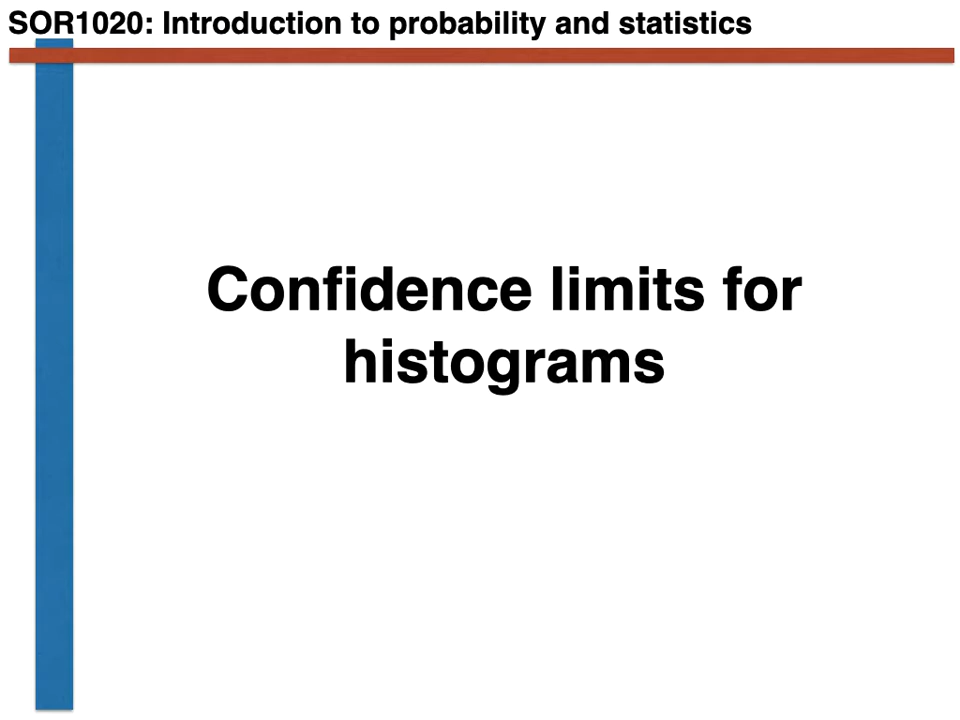 SOR1020: Introduction to probability and statistics
Confidence limits for
histograms